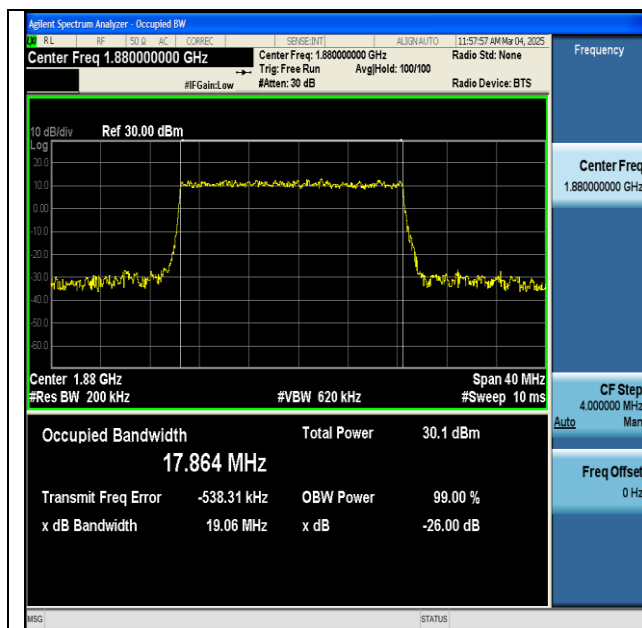 Agilent Spectrum Analyzer - Occupied BW
RL RF 50 Ω AC CORREC SENSE:INT ALIGN AUTO 11:57:57 AM Mar 04, 2025
Center Freq 1.880000000 GHz Center Freq: 1.880000000 GHz Radio Std: None
Trig: Free Run Avg|Hold: 100/100
#IFGain:Low #Atten: 30 dB Radio Device: BTS
10 dB/div Ref 30.00 dBm
Log
20.0
10.0
0.00
-10.0
-20.0
-30.0
-40.0
-50.0
-60.0
Center 1.88 GHz Span 40 MHz
#Res BW 200 kHz #VBW 620 kHz #Sweep 10 ms
Occupied Bandwidth Total Power 30.1 dBm
17.864 MHz
Transmit Freq Error -538.31 kHz OBW Power 99.00 %
x dB Bandwidth 19.06 MHz x dB -26.00 dB
MSG STATUS
Frequency
Center Freq
1.880000000 GHz
CF Step
4.000000 MHz
Auto Man
Freq Offset
0 Hz